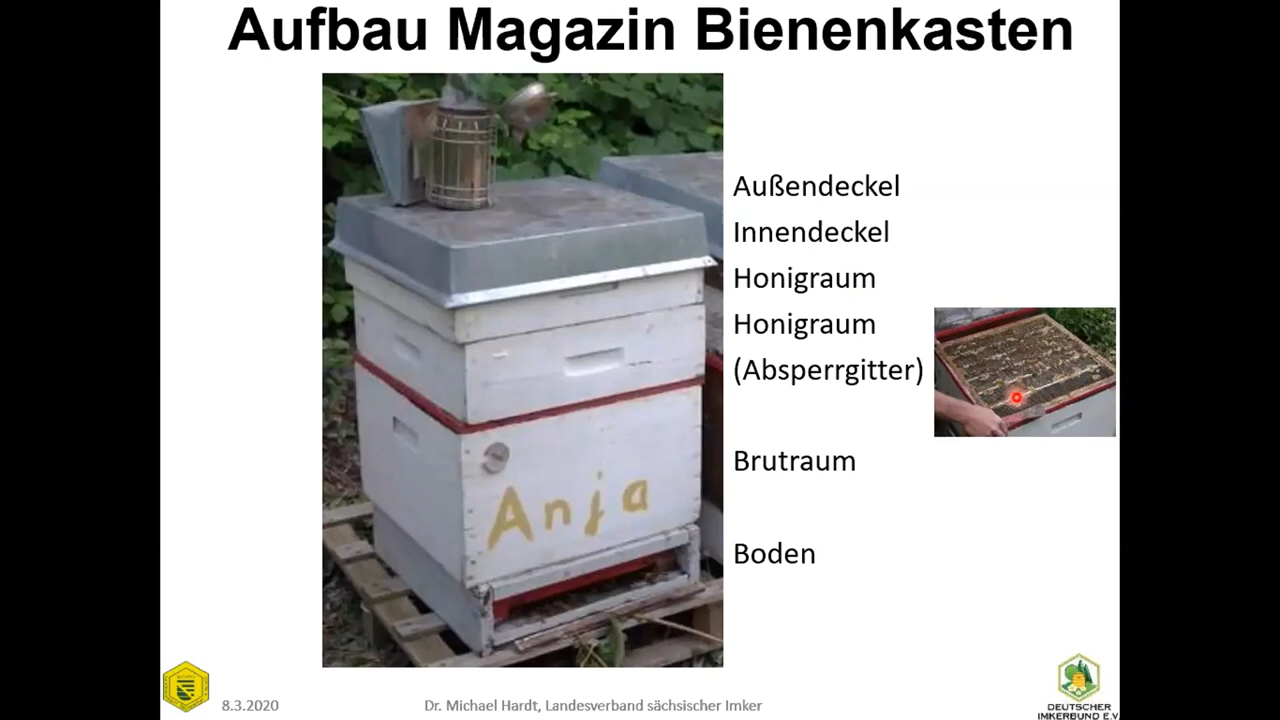 Aufbau Magazin Bienenkasten
Außendeckel
Innendeckel
Honigraum
Honigraum
(Absperrgitter)
Brutraum
Boden
Anja
8.3.2020
Dr. Michael Hardt, Landesverband sächsischer Imker
DEUTSCHER
IMKERBUND E.V